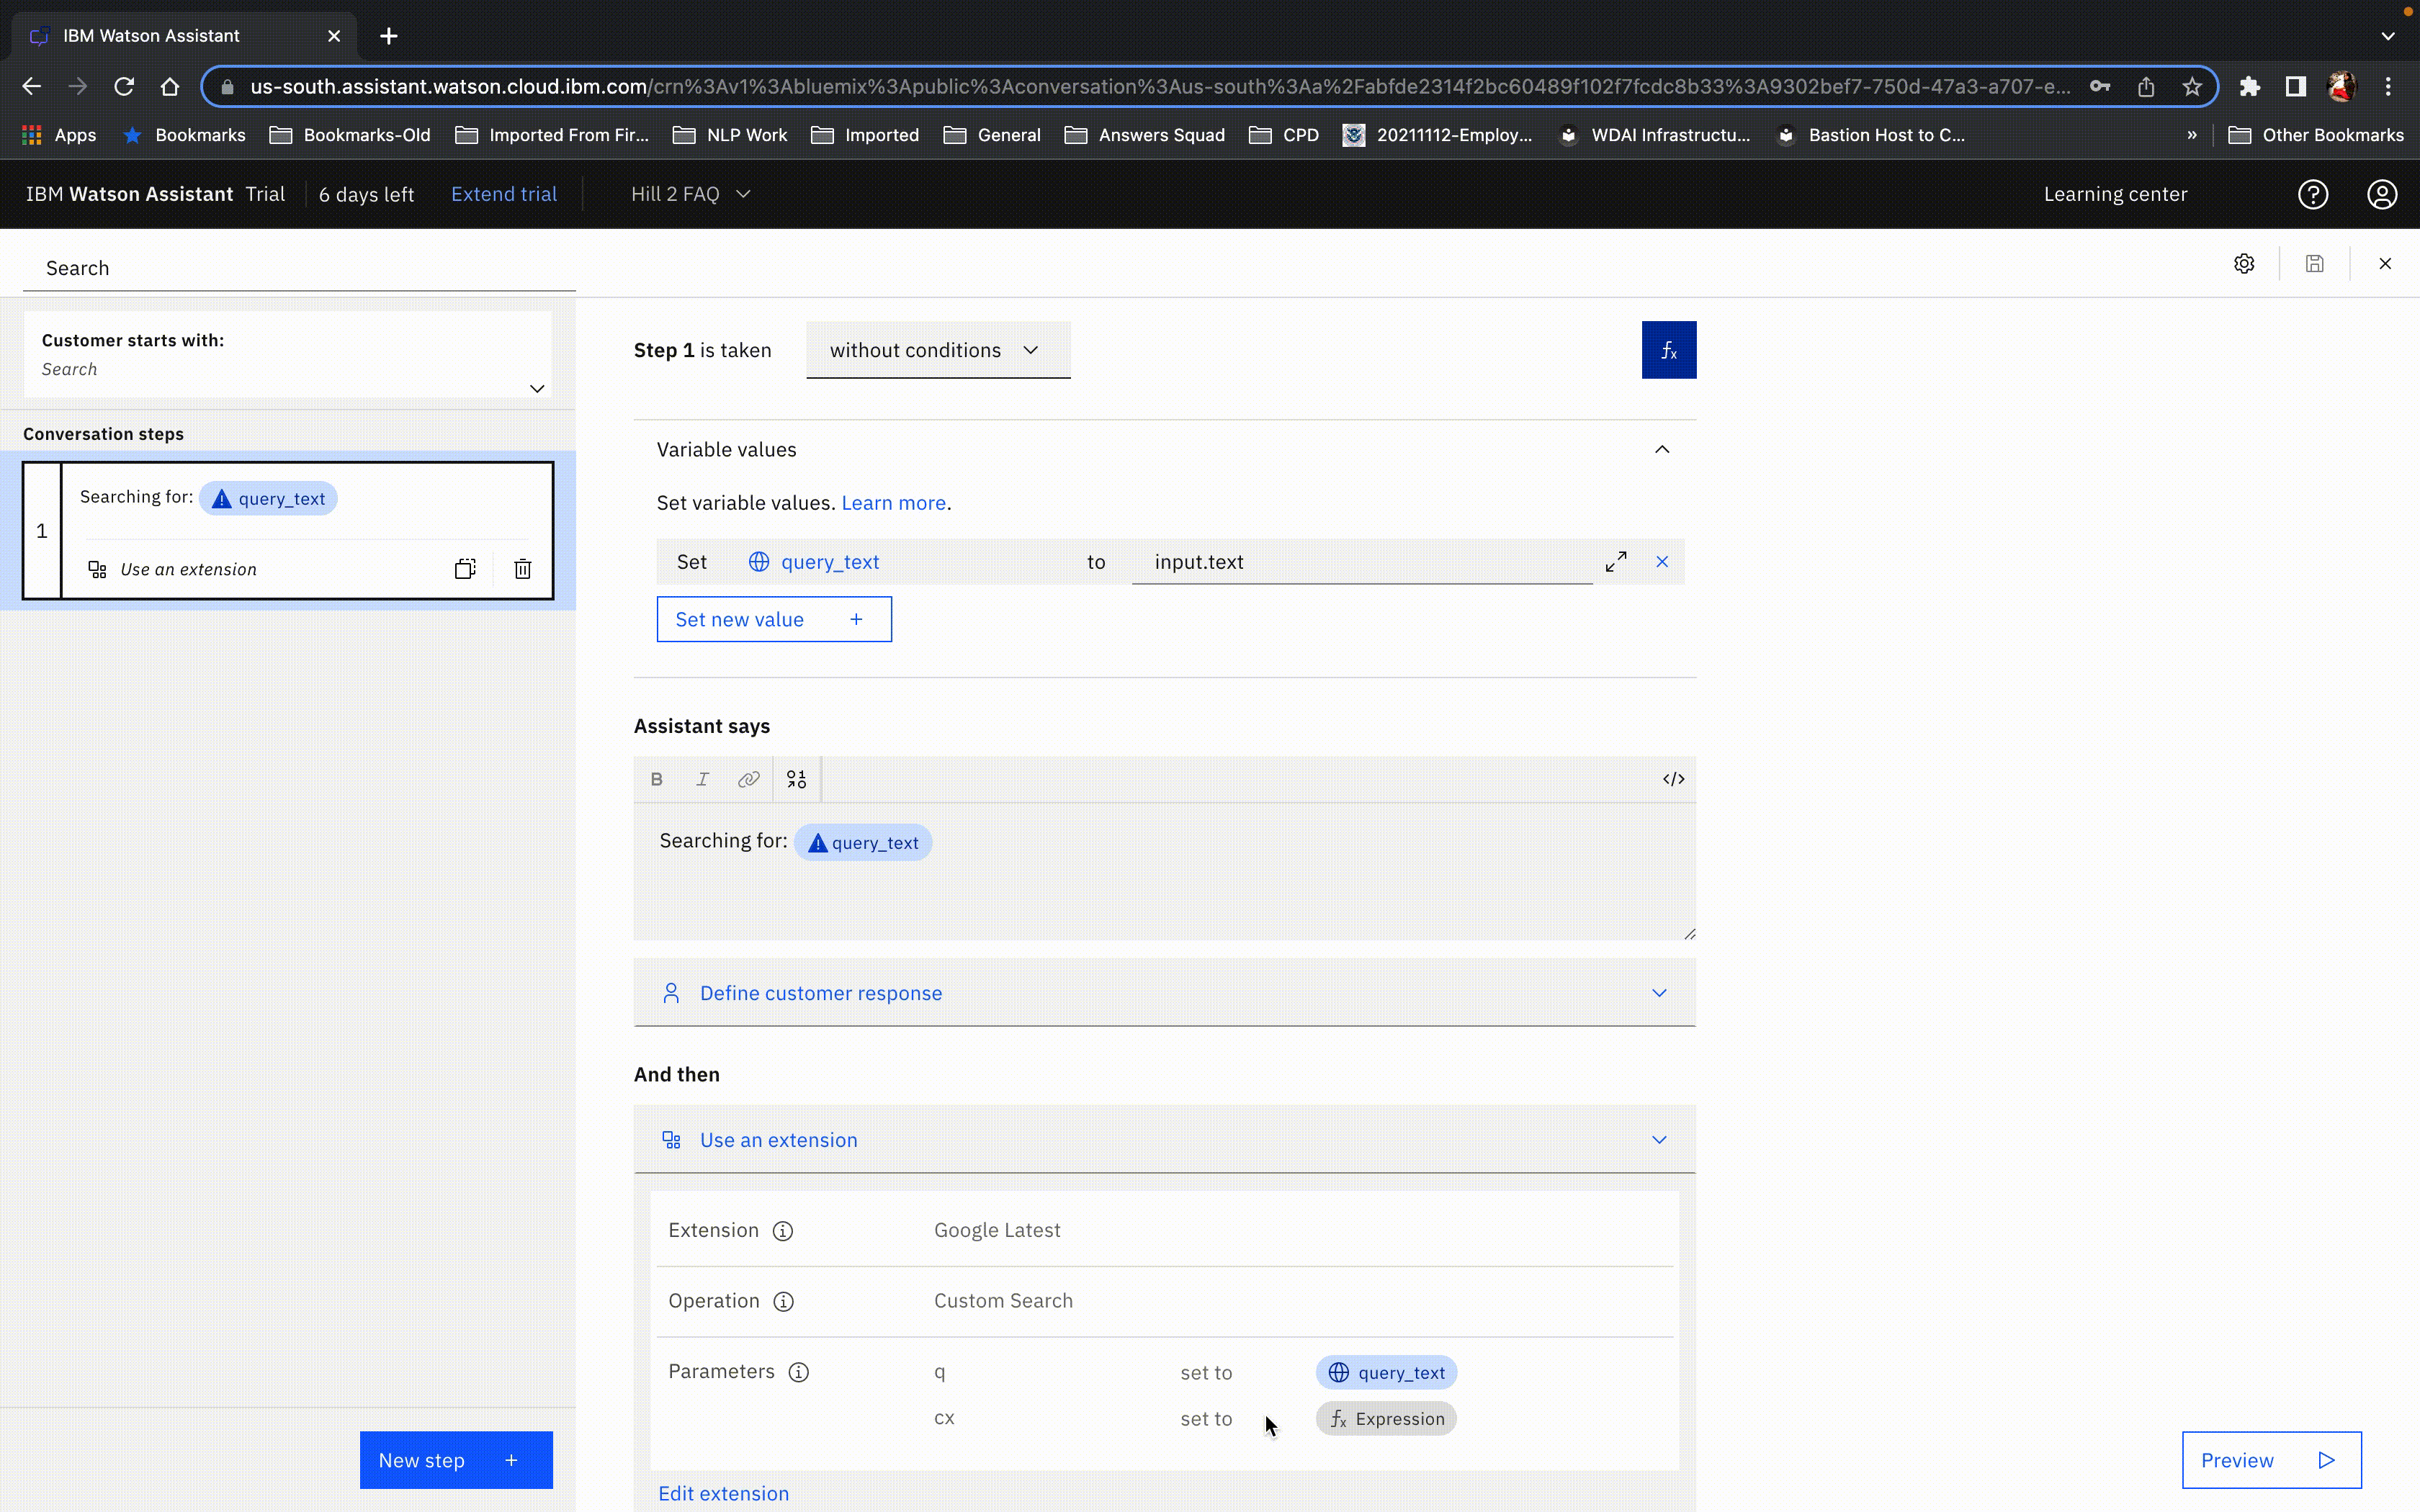 IBM Watson Assistant
us-south.assistant.watson.cloud.ibm.com/crn%3Av1%3Abluemix%3Apublic%3Aconversation%3Aus-south%3Aa%2Fabfde2314f2bc60489f102f7fcdc8b33%3A9302bef7-750d-47a3-a707-e...
Apps Bookmarks Bookmarks-Old Imported From Fir... NLP Work Imported General Answers Squad CPD 20211112-Employ... WDAI Infrastructu... Bastion Host to C... » Other Bookmarks
IBM Watson Assistant Trial 6 days left Extend trial Hill 2 FAQ Learning center
Search
Customer starts with:
Search
Conversation steps
1
Searching for: query_text
Use an extension
New step +
Step 1 is taken without conditions fx
Variable values
Set variable values. Learn more.
Set query_text to input.text
Set new value +
Assistant says
B I </>
Searching for: query_text
Define customer response
And then
Use an extension
Extension Google Latest
Operation Custom Search
Parameters q set to query_text
cx set to fx Expression
Edit extension
Preview